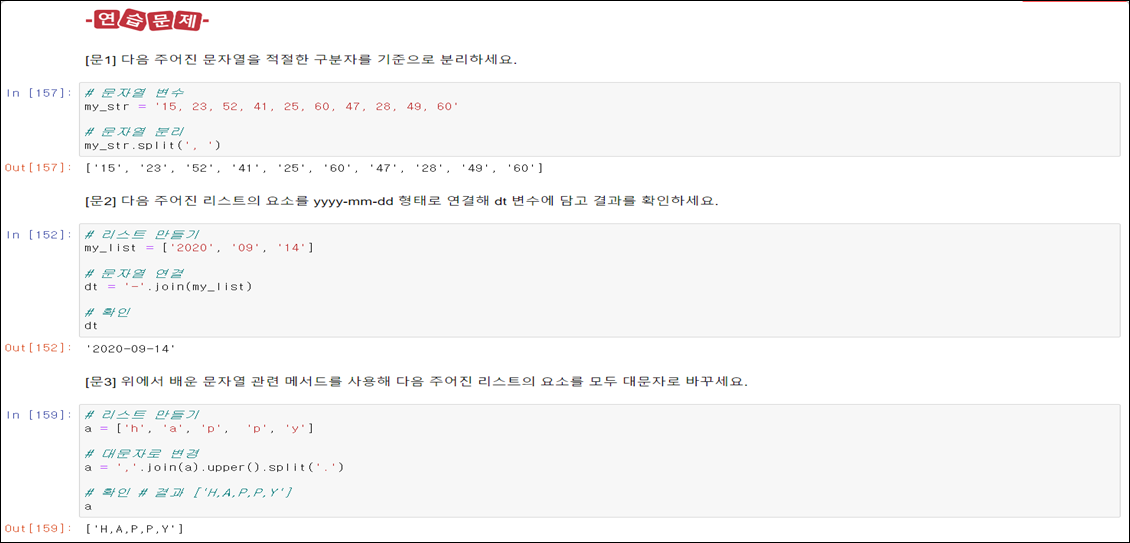 -연습문제-
[문1] 다음 주어진 문자열을 적절한 구분자를 기준으로 분리하세요.
In [157]: # 문자열 변수
my_str = '15, 23, 52, 41, 25, 60, 47, 28, 49, 60'
# 문자열 분리
my_str.split(', ')
Out[157]: ['15', '23', '52', '41', '25', '60', '47', '28', '49', '60']
[문2] 다음 주어진 리스트의 요소를 yyyy-mm-dd 형태로 연결해 dt 변수에 담고 결과를 확인하세요.
In [152]: # 리스트 만들기
my_list = ['2020', '09', '14']
# 문자열 연결
dt = '-'.join(my_list)
# 확인
dt
Out[152]: '2020-09-14'
[문3] 위에서 배운 문자열 관련 메서드를 사용해 다음 주어진 리스트의 요소를 모두 대문자로 바꾸세요.
In [159]: # 리스트 만들기
a = ['h', 'a', 'p',  'p', 'y']
# 대문자로 변경
a = ','.join(a).upper().split('.')
# 확인 # 결과 ['H,A,P,P,Y']
a
Out[159]: ['H,A,P,P,Y']